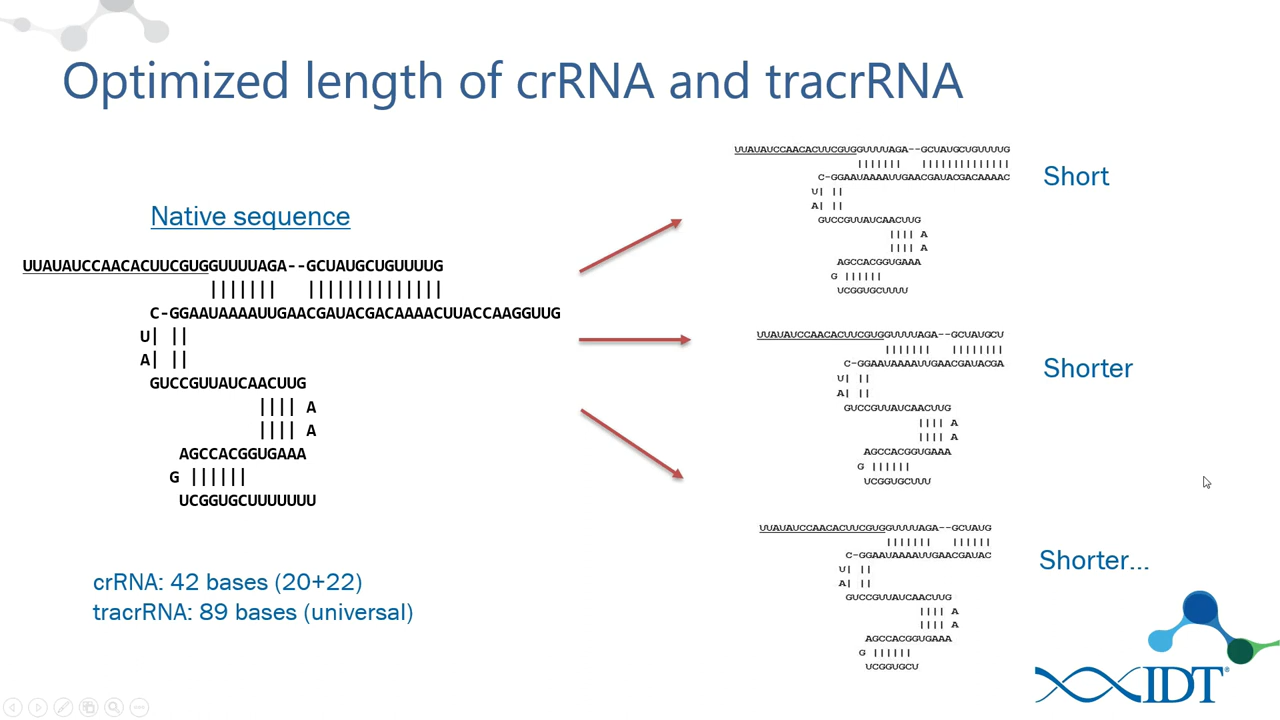 Optimized length of crRNA and tracrRNA
Native sequence
UUAUAUCCAACACUUCGUGGUUUUAGA--GCUAUGCUGUUUUG
||||||| ||||||||||||||
C-GGAAUAAAAUUGAACGAUACGACAAAACUUACCAAGGUUG
U| ||
A| ||
GUCCGUUAUCAACUUG
|||| A
|||| A
AGCCACGGUGAAA
G ||||||
UCGGUGCUUUUUUU
crRNA: 42 bases (20+22)
tracrRNA: 89 bases (universal)
UUAUAUCCAACACUUCGUGGUUUUAGA--GCUAUGCUGUUUUG
||||||| ||||||||||||||
C-GGAAUAAAAUUGAACGAUACGACAAAAC
U| ||
A| ||
GUCCGUUAUCAACUUG
|||| A
|||| A
AGCCACGGUGAAA
G ||||||
UCGGUGCUUUU
Short
UUAUAUCCAACACUUCGUGGUUUUAGA--GCUAUGCU
||||||| ||||||||
C-GGAAUAAAAUUGAACGAUACGA
U| ||
A| ||
GUCCGUUAUCAACUUG
|||| A
|||| A
AGCCACGGUGAAA
G ||||||
UCGGUGCUUU
Shorter
UUAUAUCCAACACUUCGUGGUUUUAGA--GCUAUG
||||||| ||||||
C-GGAAUAAAAUUGAACGAUAC
U| ||
A| ||
GUCCGUUAUCAACUUG
|||| A
|||| A
AGCCACGGUGAAA
G ||||||
UCGGUGCU
Shorter...
IDT®